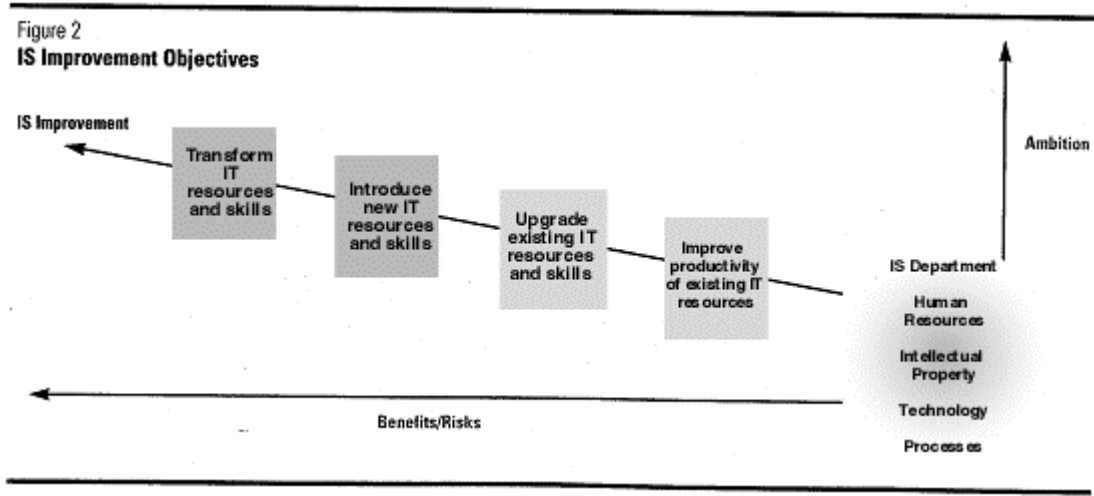 Figure 2
IS Improvement Objectives
IS Improvement
Transform
IT
resources
and skills
Introduce
new IT
resources
and skills
Upgrade
existing IT
resources
and skills
Improve
productivity
of existing IT
resources
Ambition
IS Department
Human
Resources
Intellectual
Property
Technology
Processes
Benefits/Risks